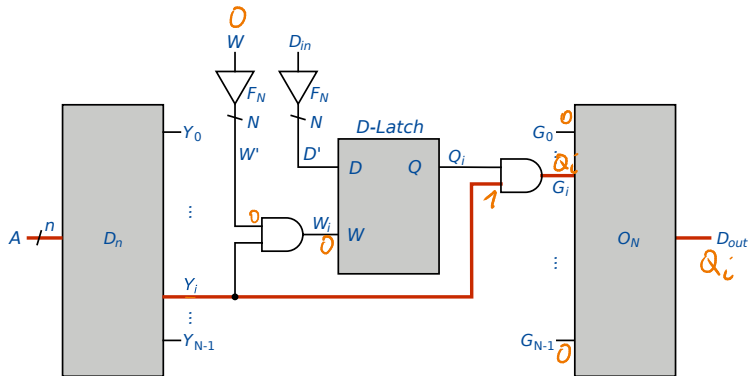 0
W D_in
F_N F_N
N N
D-Latch
W' D'
Y_0
G_0 0
D Q Q_i
Q_i
G_i
1
0
A n
D_n
W_i
0
W
O_N
D_out
Q_i
...
...
...
Y_i
...
...
Y_N-1
G_N-1 0